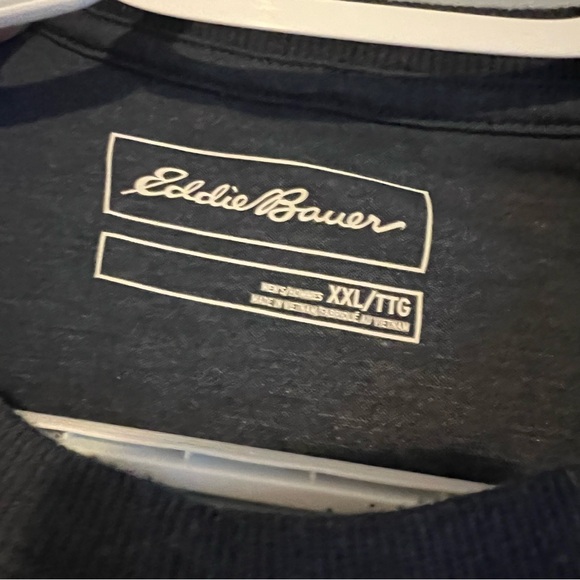 Eddie Bauer
MEN'S/HOMMES XXL/TTG
MADE IN VIETNAM/FABRIQUÉ AU VIETNAM